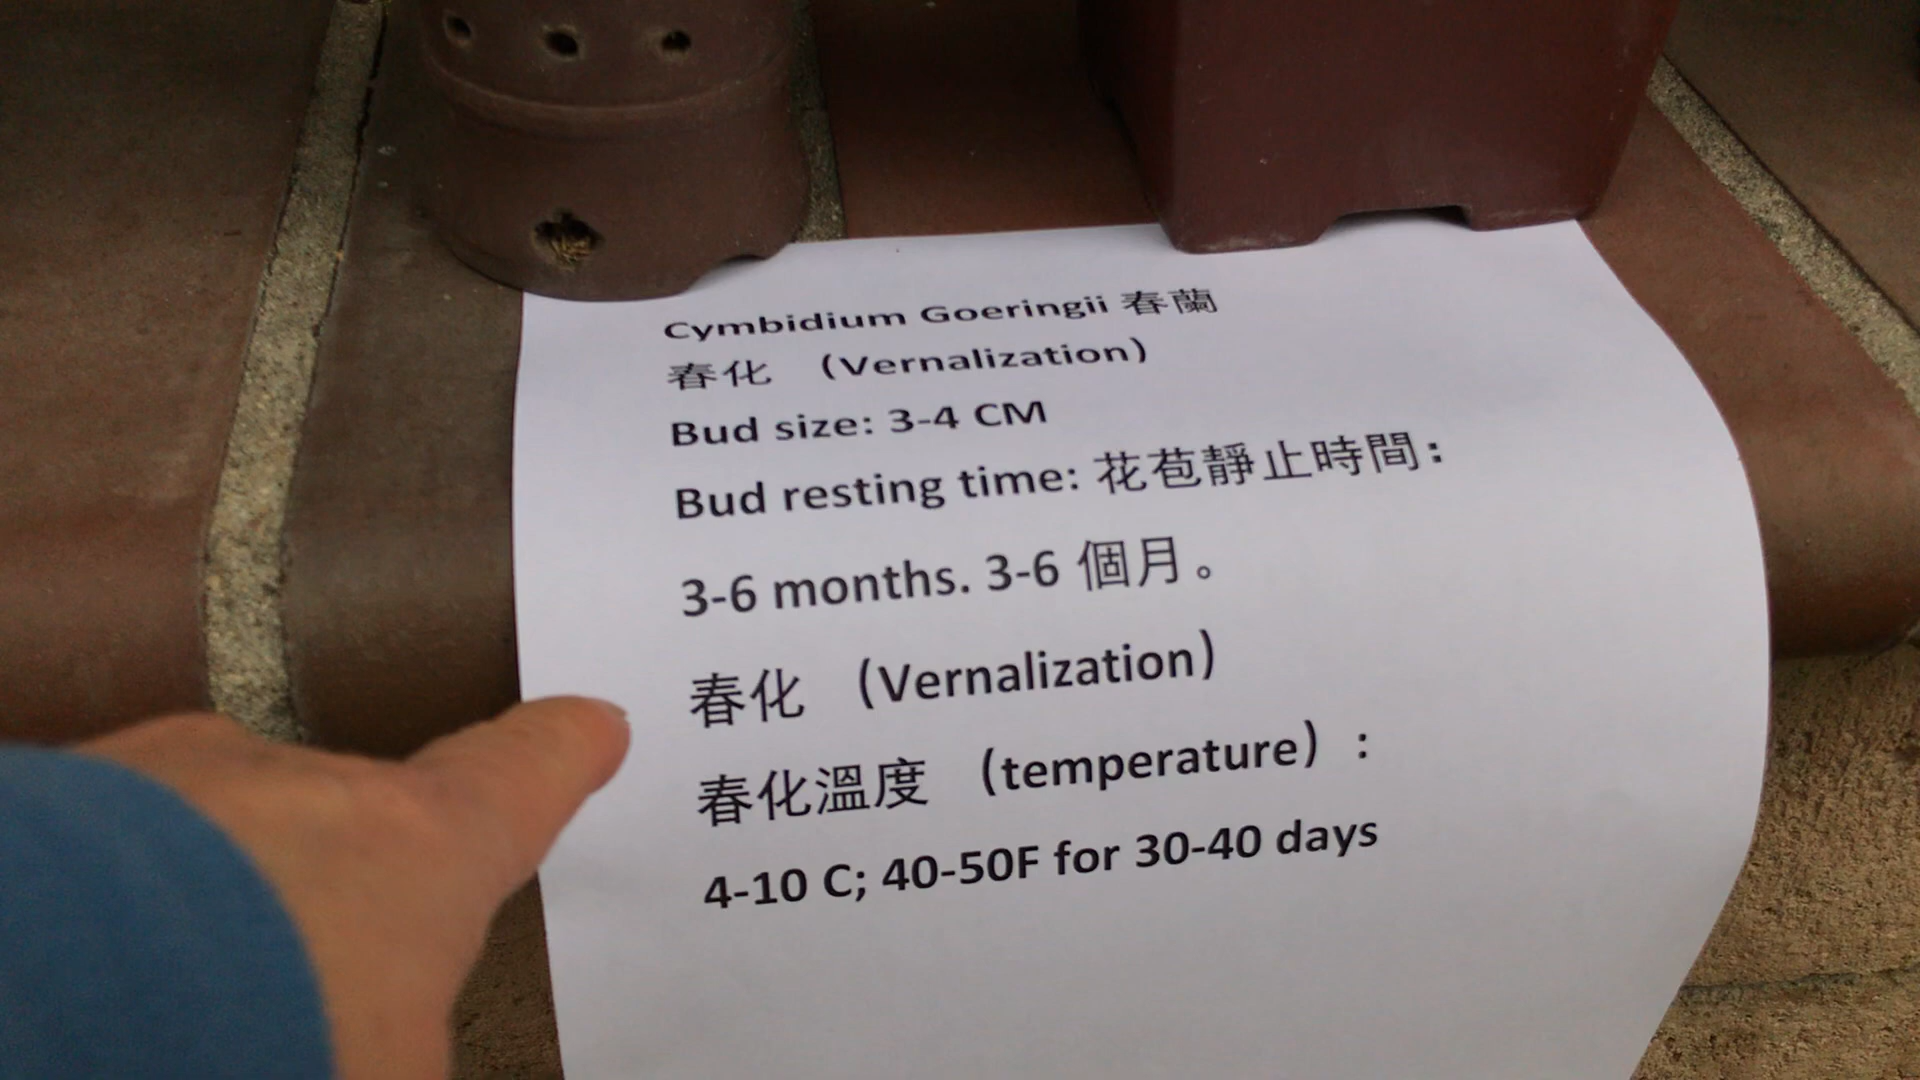 Cymbidium Goeringii 春蘭
春化 （Vernalization）
Bud size: 3-4 CM
Bud resting time: 花苞靜止時間：
3-6 months. 3-6 個月。
春化 （Vernalization）
春化溫度 （temperature）：
4-10 C; 40-50F for 30-40 days